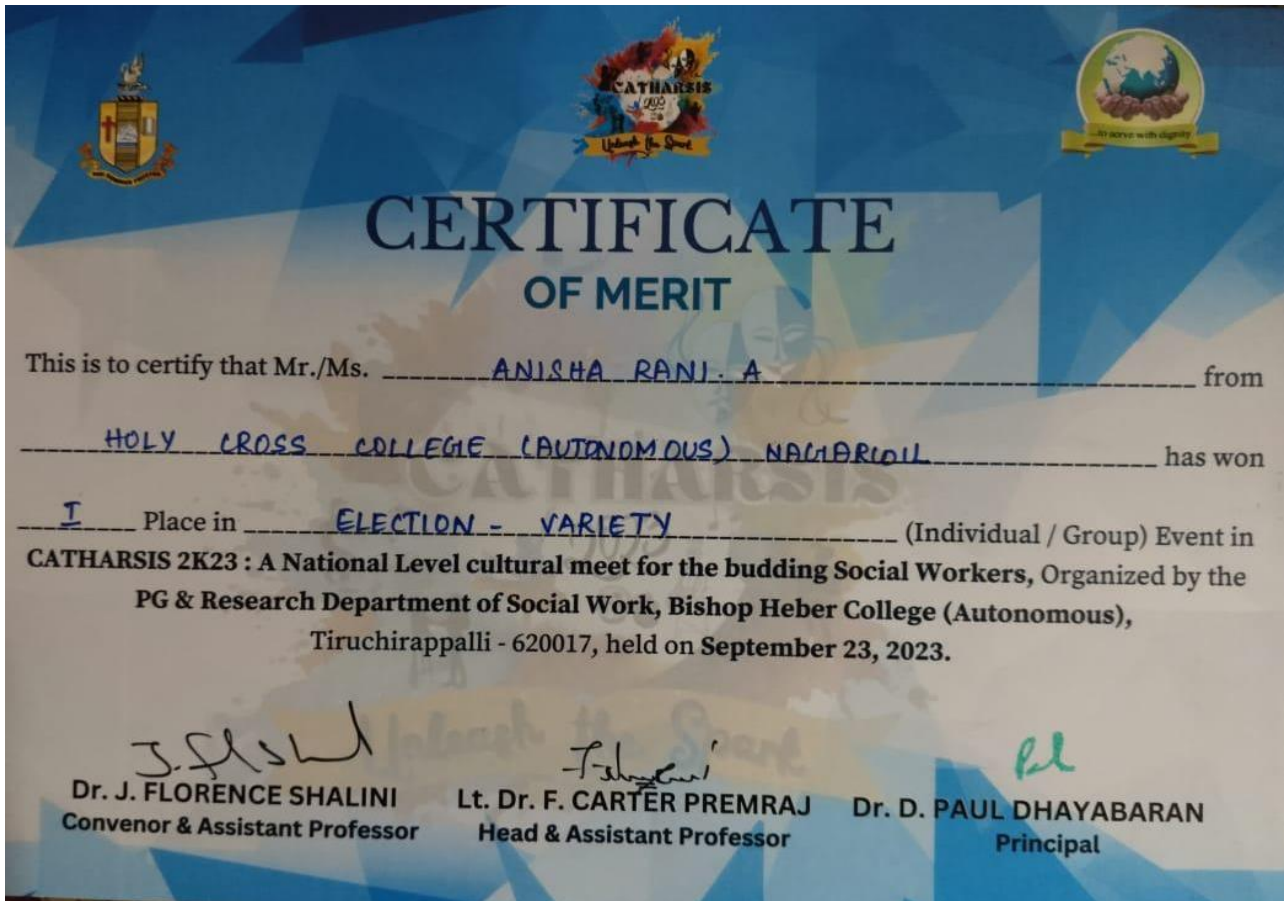 CATHARSIS
Unleash the Spark
...to serve with dignity
CERTIFICATE
OF MERIT
This is to certify that Mr./Ms. ANISHA RANI. A from
HOLY CROSS COLLEGE (AUTONOMOUS) NAGARCOIL has won
I Place in ELECTION - VARIETY (Individual / Group) Event in
CATHARSIS 2K23 : A National Level cultural meet for the budding Social Workers, Organized by the
PG & Research Department of Social Work, Bishop Heber College (Autonomous),
Tiruchirappalli - 620017, held on September 23, 2023.
Dr. J. FLORENCE SHALINI Lt. Dr. F. CARTER PREMRAJ Dr. D. PAUL DHAYABARAN
Convenor & Assistant Professor Head & Assistant Professor Principal